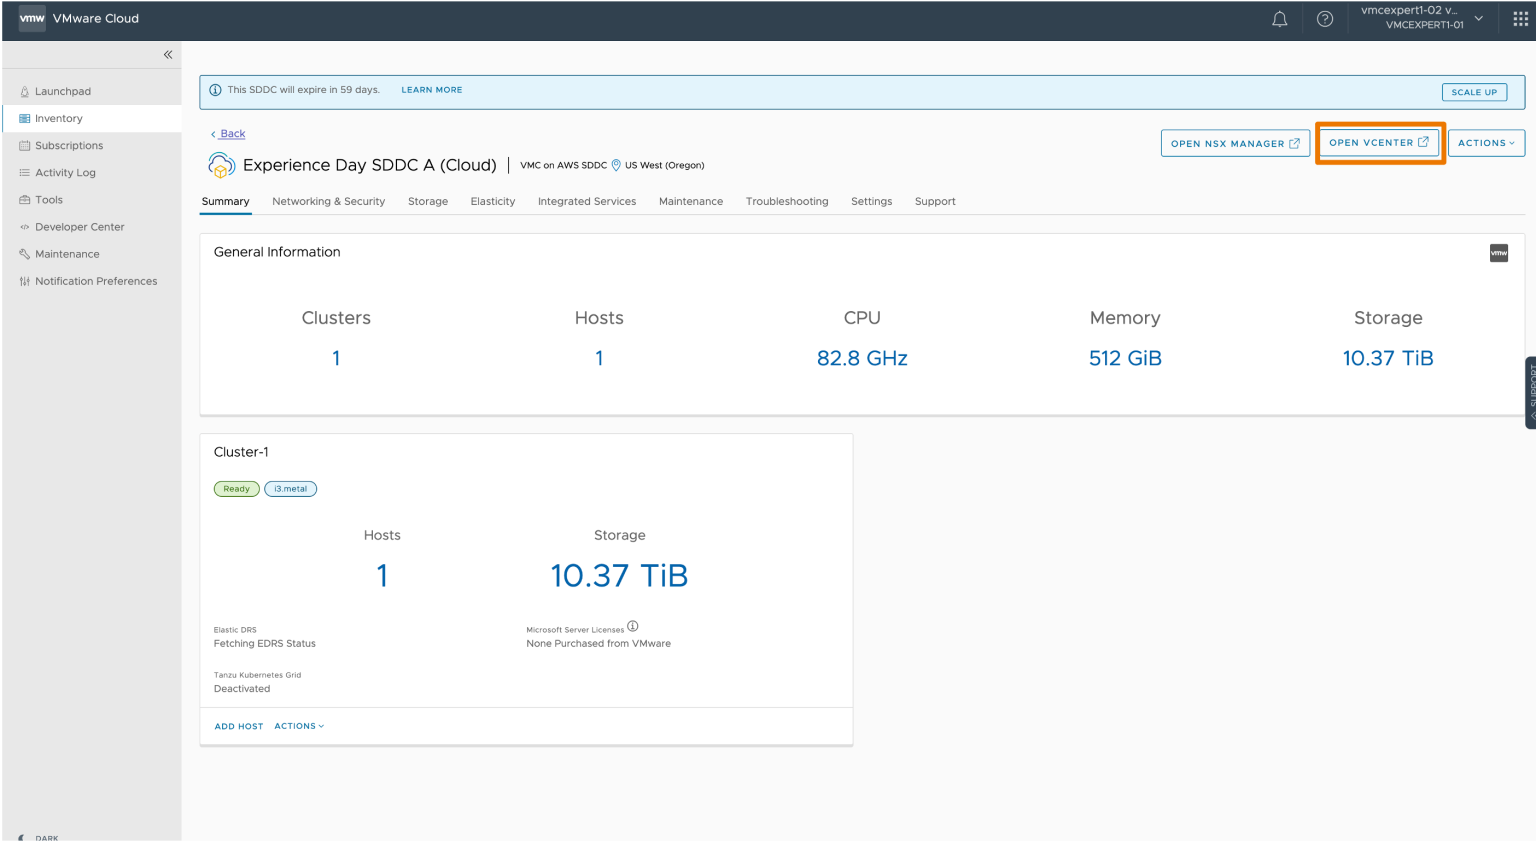 vmw VMware Cloud
vmcexpert1-02 v...
VMCEXPERT1-01
Launchpad
Inventory
Subscriptions
Activity Log
Tools
Developer Center
Maintenance
Notification Preferences
DARK
This SDDC will expire in 59 days. LEARN MORE
SCALE UP
Back
OPEN NSX MANAGER
OPEN VCENTER
ACTIONS
Experience Day SDDC A (Cloud) | VMC on AWS SDDC US West (Oregon)
Summary Networking & Security Storage Elasticity Integrated Services Maintenance Troubleshooting Settings Support
General Information
vmw
Clusters Hosts CPU Memory Storage
1 1 82.8 GHz 512 GiB 10.37 TiB
SUPPORT
Cluster-1
Ready i3.metal
Hosts Storage
1 10.37 TiB
Elastic DRS
Fetching EDRS Status
Microsoft Server Licenses
None Purchased from VMware
Tanzu Kubernetes Grid
Deactivated
ADD HOST ACTIONS